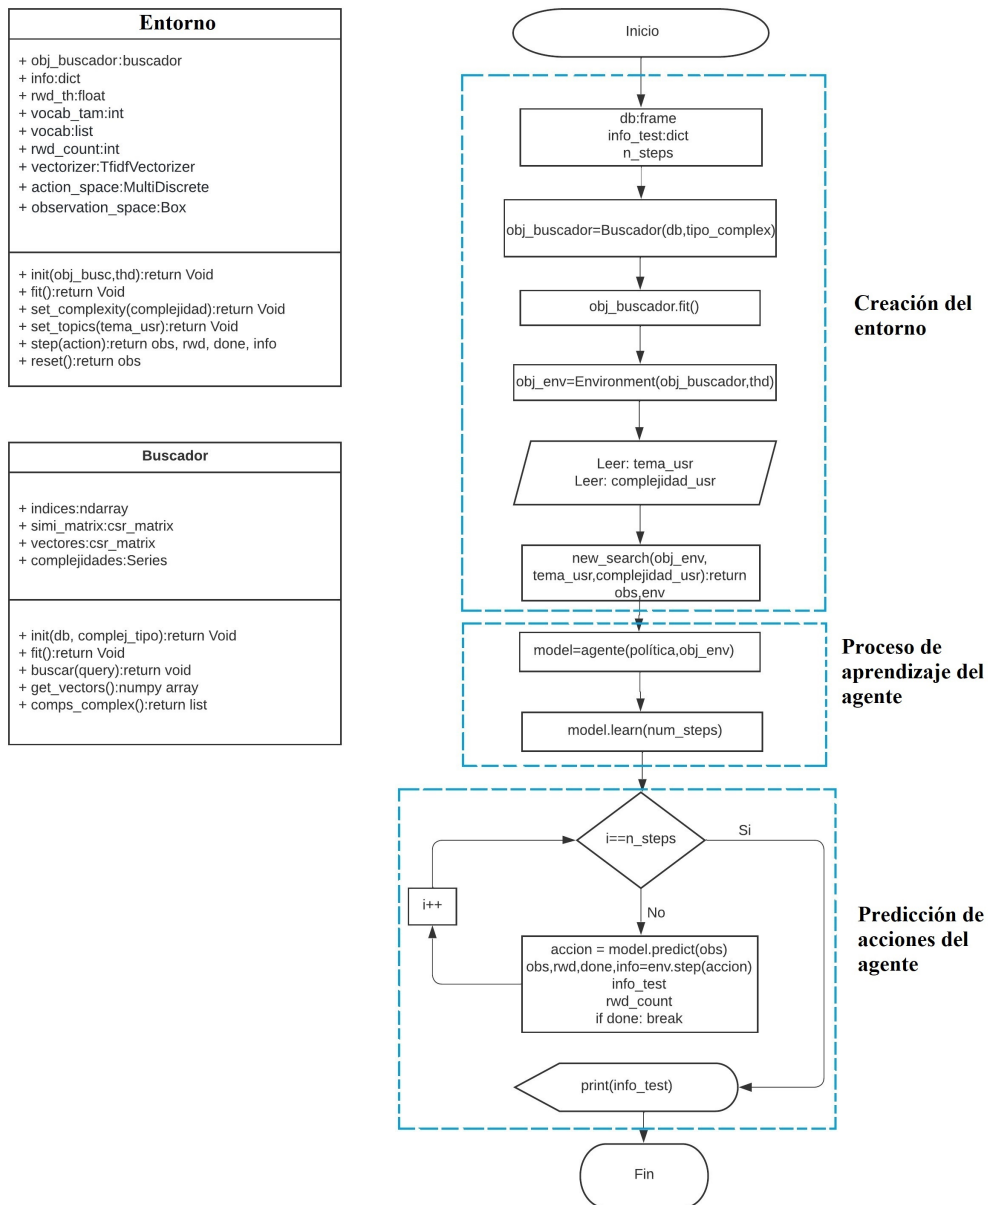 Entorno
+ obj_buscador:buscador
+ info:dict
+ rwd_th:float
+ vocab_tam:int
+ vocab:list
+ rwd_count:int
+ vectorizer:TfidfVectorizer
+ action_space:MultiDiscrete
+ observation_space:Box
+ init(obj_busc,thd):return Void
+ fit():return Void
+ set_complexity(complejidad):return Void
+ set_topics(tema_usr):return Void
+ step(action):return obs, rwd, done, info
+ reset():return obs
Buscador
+ indices:ndarray
+ simi_matrix:csr_matrix
+ vectores:csr_matrix
+ complejidades:Series
+ init(db, complej_tipo):return Void
+ fit():return Void
+ buscar(query):return void
+ get_vectors():numpy array
+ comps_complex():return list
Inicio
db:frame
info_test:dict
n_steps
obj_buscador=Buscador(db,tipo_complex)
obj_buscador.fit()
obj_env=Environment(obj_buscador,thd)
Leer: tema_usr
Leer: complejidad_usr
new_search(obj_env,
tema_usr,complejidad_usr):return
obs,env
Creación del
entorno
model=agente(política,obj_env)
model.learn(num_steps)
Proceso de
aprendizaje del
agente
i==n_steps
Si
No
i++
accion = model.predict(obs)
obs,rwd,done,info=env.step(accion)
info_test
rwd_count
if done: break
print(info_test)
Predicción de
acciones del
agente
Fin